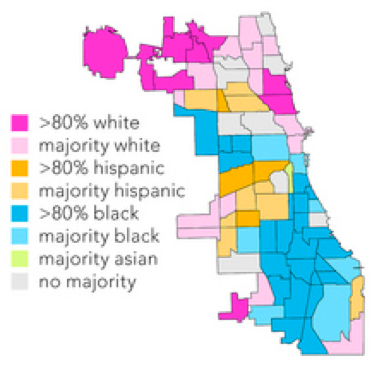 >80% white
majority white
>80% hispanic
majority hispanic
>80% black
majority black
majority asian
no majority